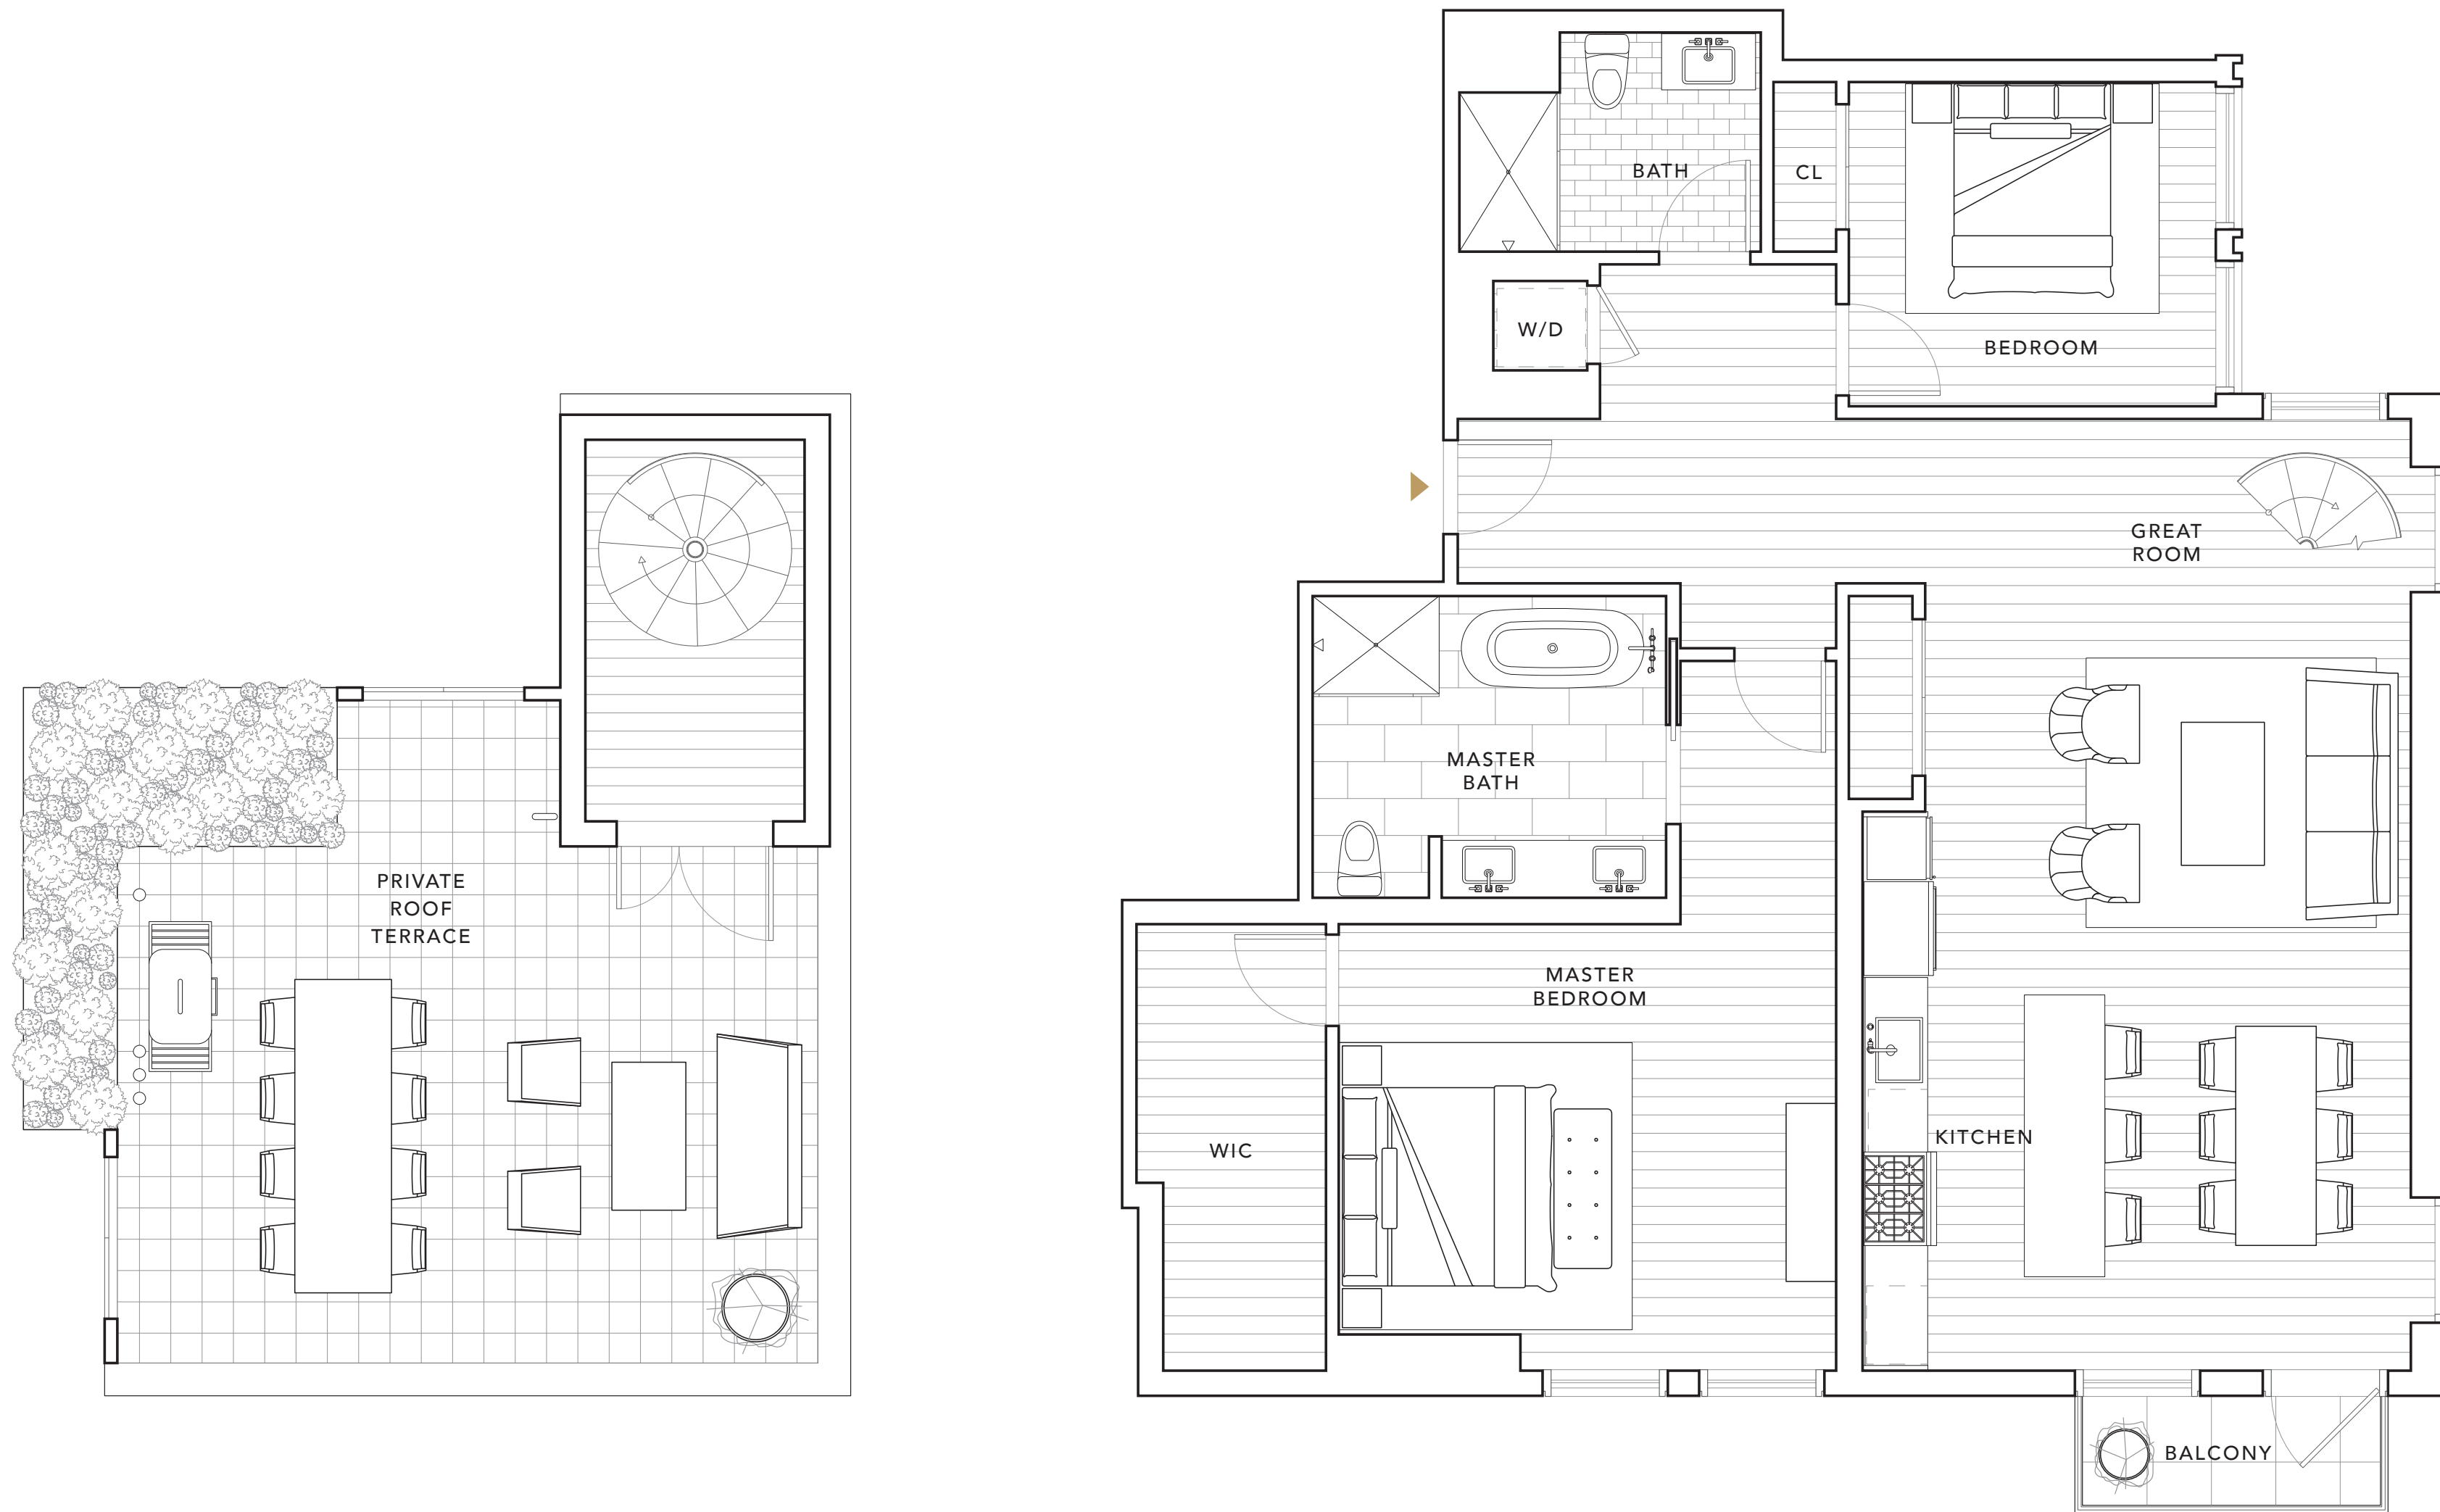 BATH
CL
W/D
BEDROOM
GREAT
ROOM
MASTER
BATH
PRIVATE
ROOF
TERRACE
MASTER
BEDROOM
WIC
KITCHEN
BALCONY